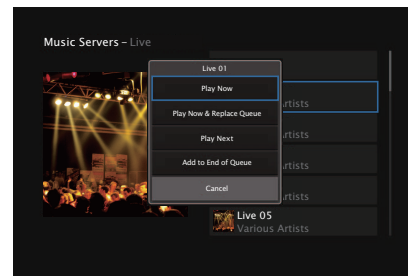 Music Servers – Live
Live 01
Play Now
Play Now & Replace Queue
Play Next
Add to End of Queue
Cancel
Artists
Artists
Artists
Artists
Live 05
Various Artists